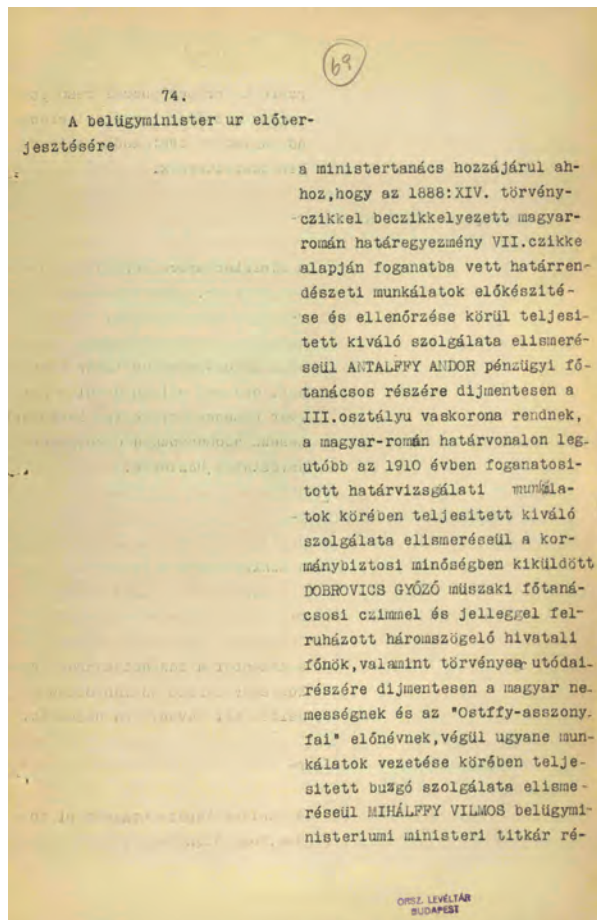 69
74.
A belügyminister ur előter-
jesztésére
a ministertanács hozzájárul ah-
hoz,hogy az 1888:XIV. törvény-
czikkel beczikkelyezett magyar-
román határegyezmény VII.czikke
alapján foganatba vett határren-
dészeti munkálatok előkészité-
se és ellenőrzése körül teljesi-
tett kiváló szolgálata elismeré-
seül ANTALFFY ANDOR pénzügyi fő-
tanácsos részére dijmentesen a
III.osztályu vaskorona rendnek,
a magyar-román határvonalon leg-
utóbb az 1910 évben foganatosi-
tott határvizsgálati munkála-
tok körében teljesitett kiváló
szolgálata elismeréseül a kor-
mánybiztosi minőségben kiküldött
DOBROVICS GYŐZŐ müszaki főtaná-
csosi czimmel és jelleggel fel-
ruházott háromszögelő hivatali
főnök,valamint törvényes utódai
részére dijmentesen a magyar ne-
mességnek és az "Ostffy-asszony-
fai" előnévnek,végül ugyane mun-
kálatok vezetése körében telje-
sitett buzgó szolgálata elisme-
réseül MIHÁLFFY VILMOS belügymi-
nisteriumi ministeri titkár ré-
ORSZ. LEVÉLTÁR
BUDAPEST